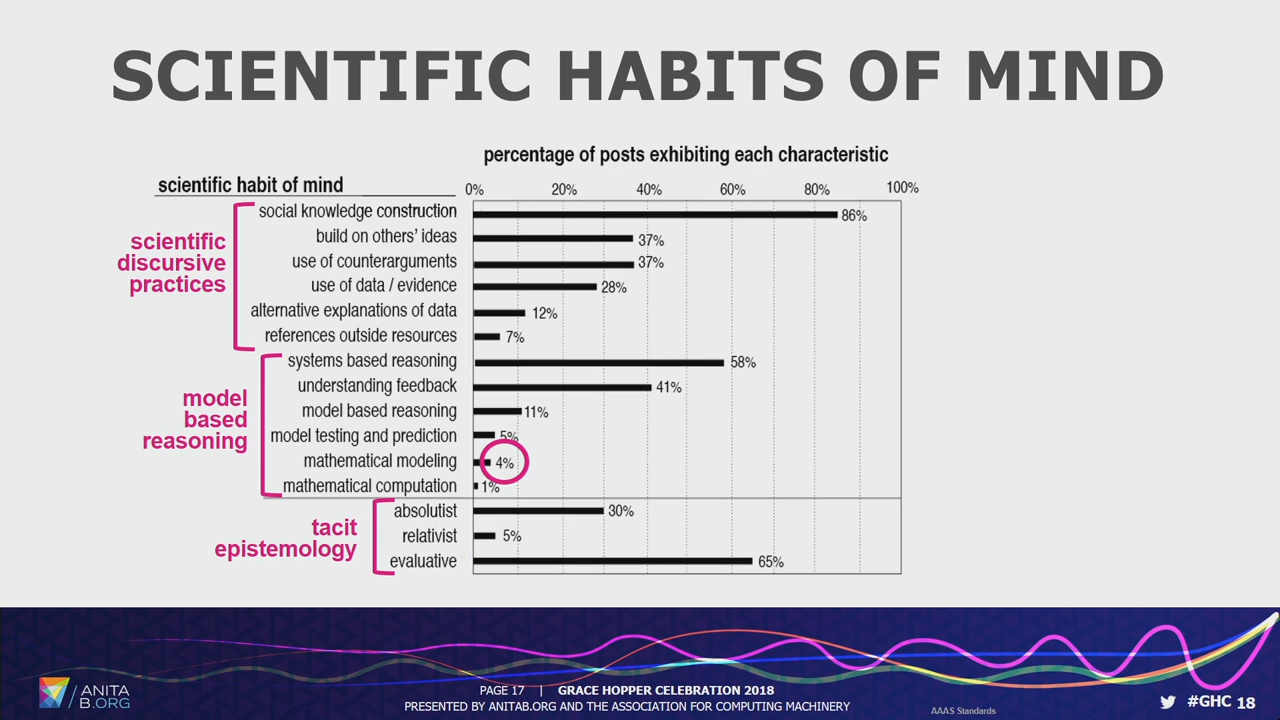 SCIENTIFIC HABITS OF MIND
percentage of posts exhibiting each characteristic
scientific habit of mind
0% 20% 40% 60% 80% 100%
scientific
discursive
practices
social knowledge construction 86%
build on others' ideas 37%
use of counterarguments 37%
use of data / evidence 28%
alternative explanations of data 12%
references outside resources 7%
model
based
reasoning
systems based reasoning 58%
understanding feedback 41%
model based reasoning 11%
model testing and prediction 5%
mathematical modeling 4%
mathematical computation 1%
tacit
epistemology
absolutist 30%
relativist 5%
evaluative 65%
ANITA
B.ORG
PAGE 17 | GRACE HOPPER CELEBRATION 2018
PRESENTED BY ANITAB.ORG AND THE ASSOCIATION FOR COMPUTING MACHINERY
AAAS Standards
#GHC 18